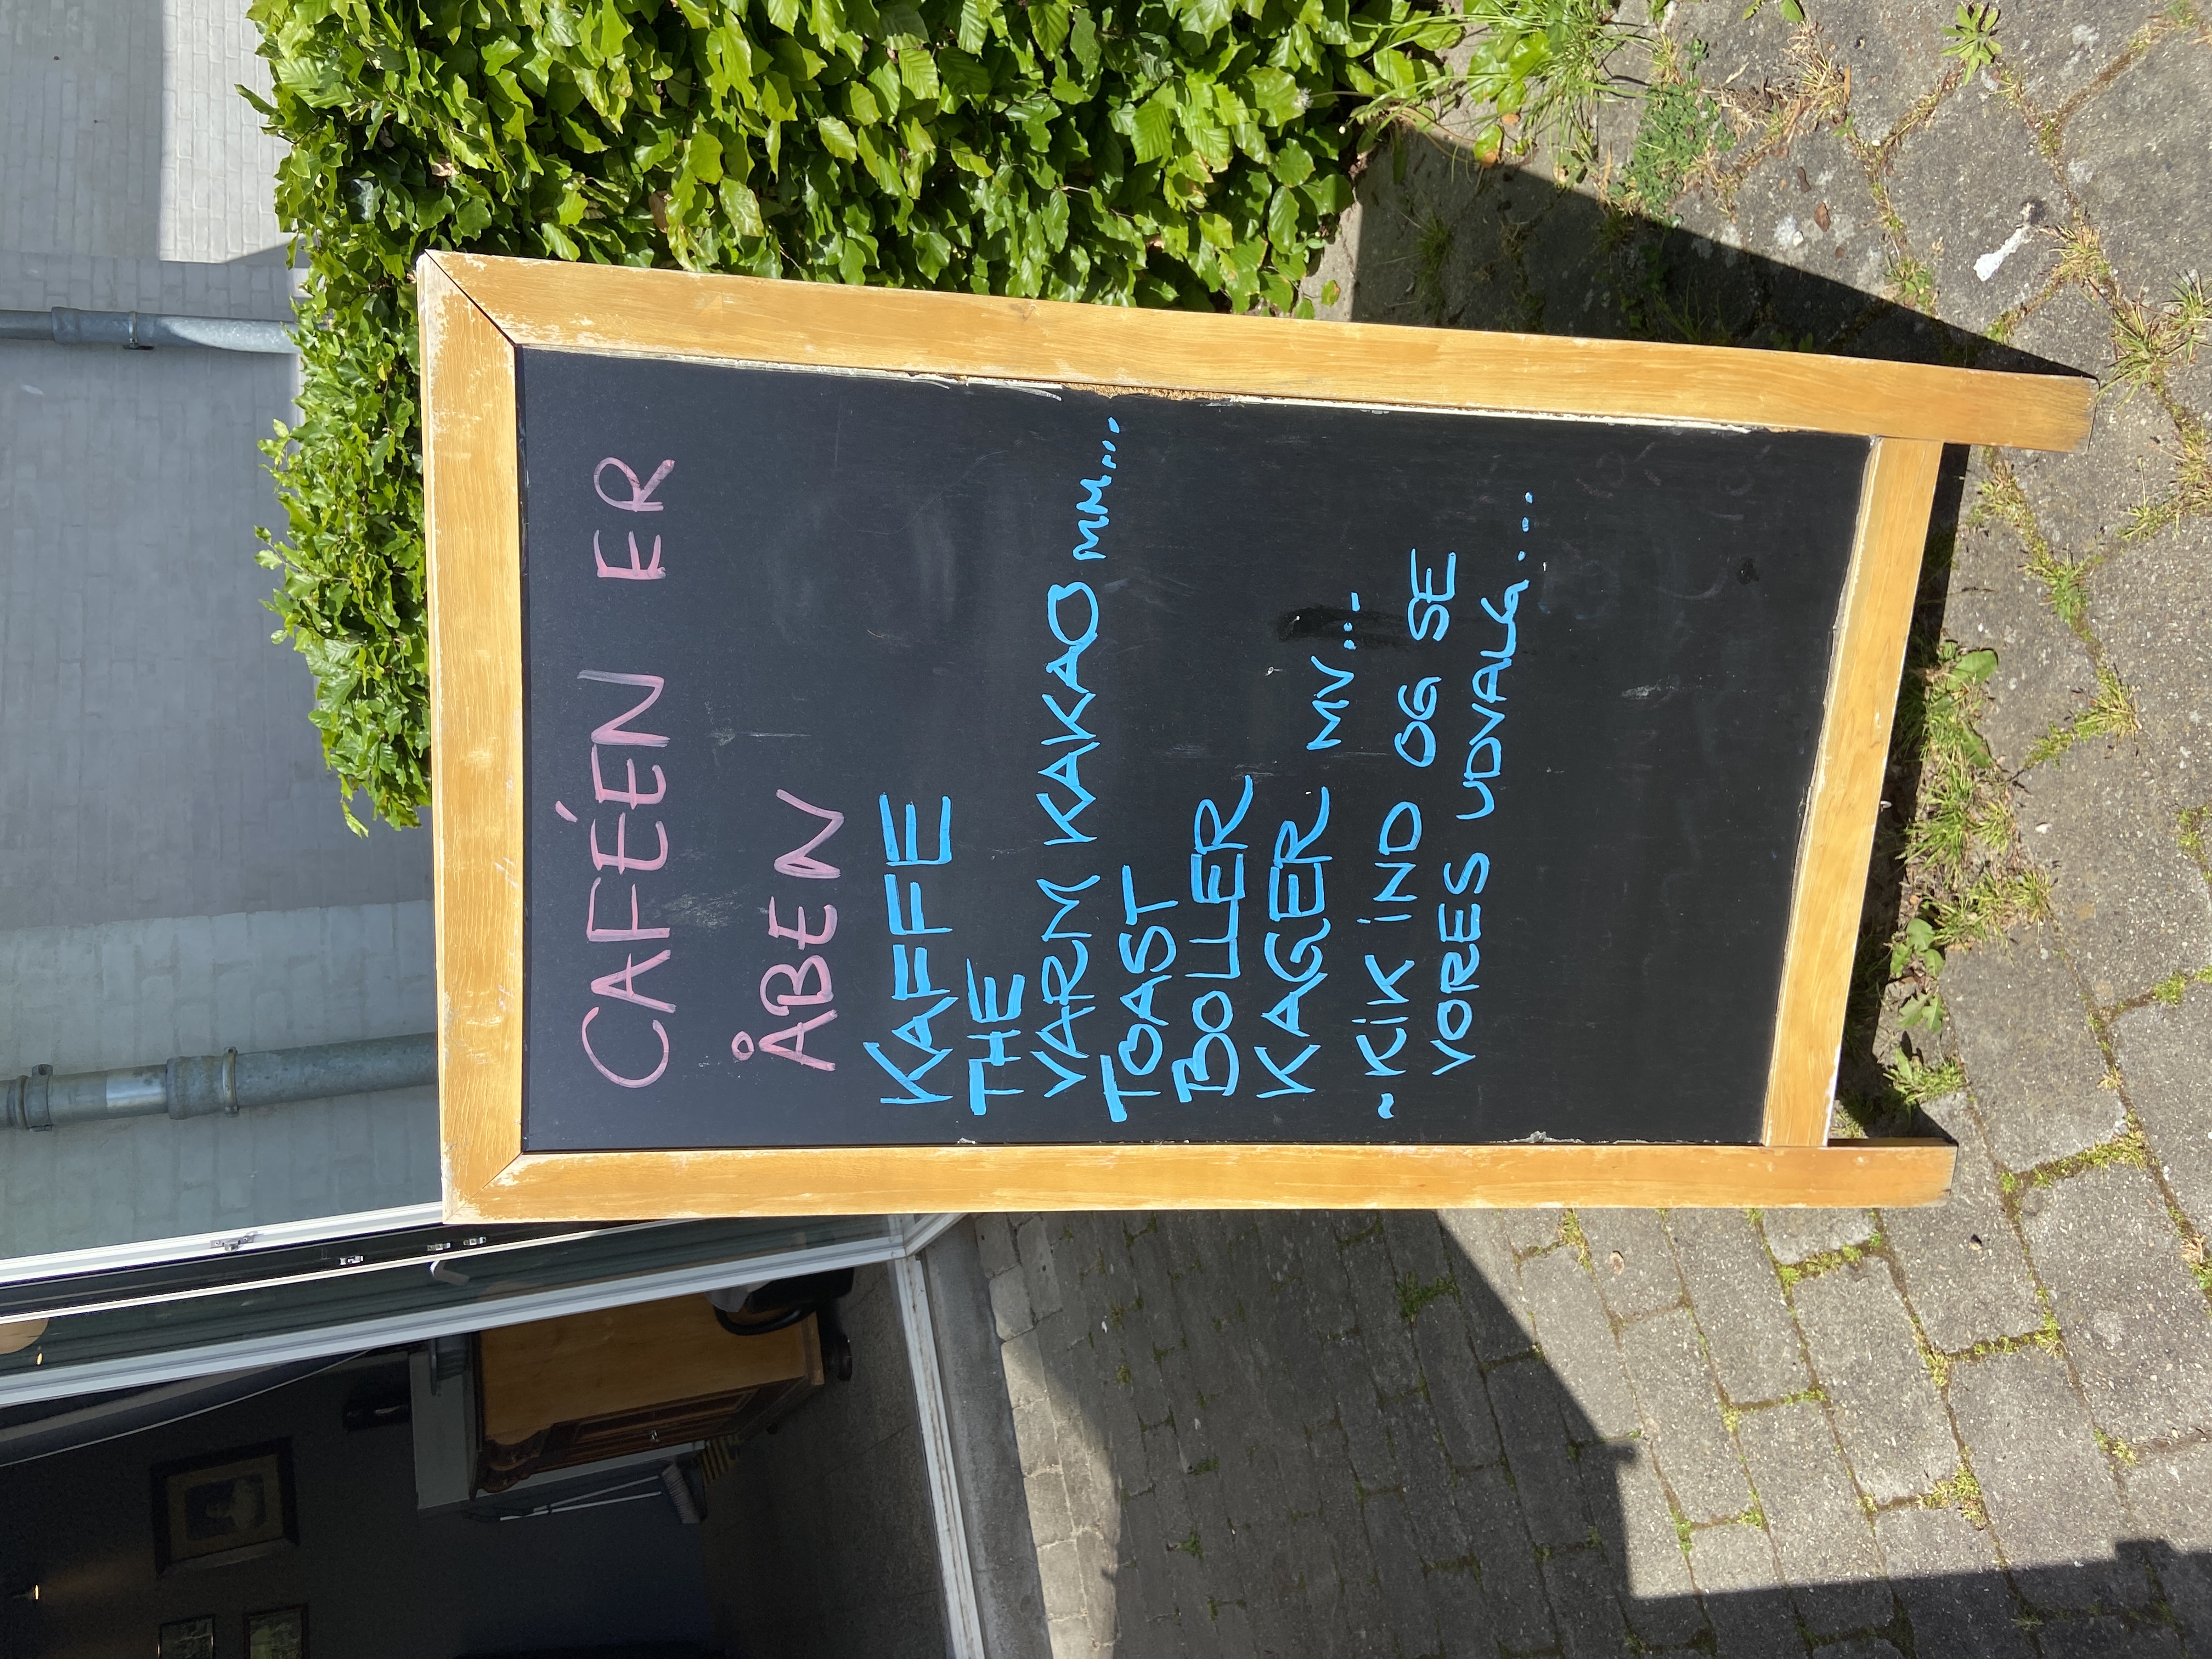 CAFÉEN ER
ÅBEN
KAFFE
THE
VARM KAKAO MM...
TOAST
BOLLER
KAGER MV...
~KIK IND OG SE
VORES UDVALG...